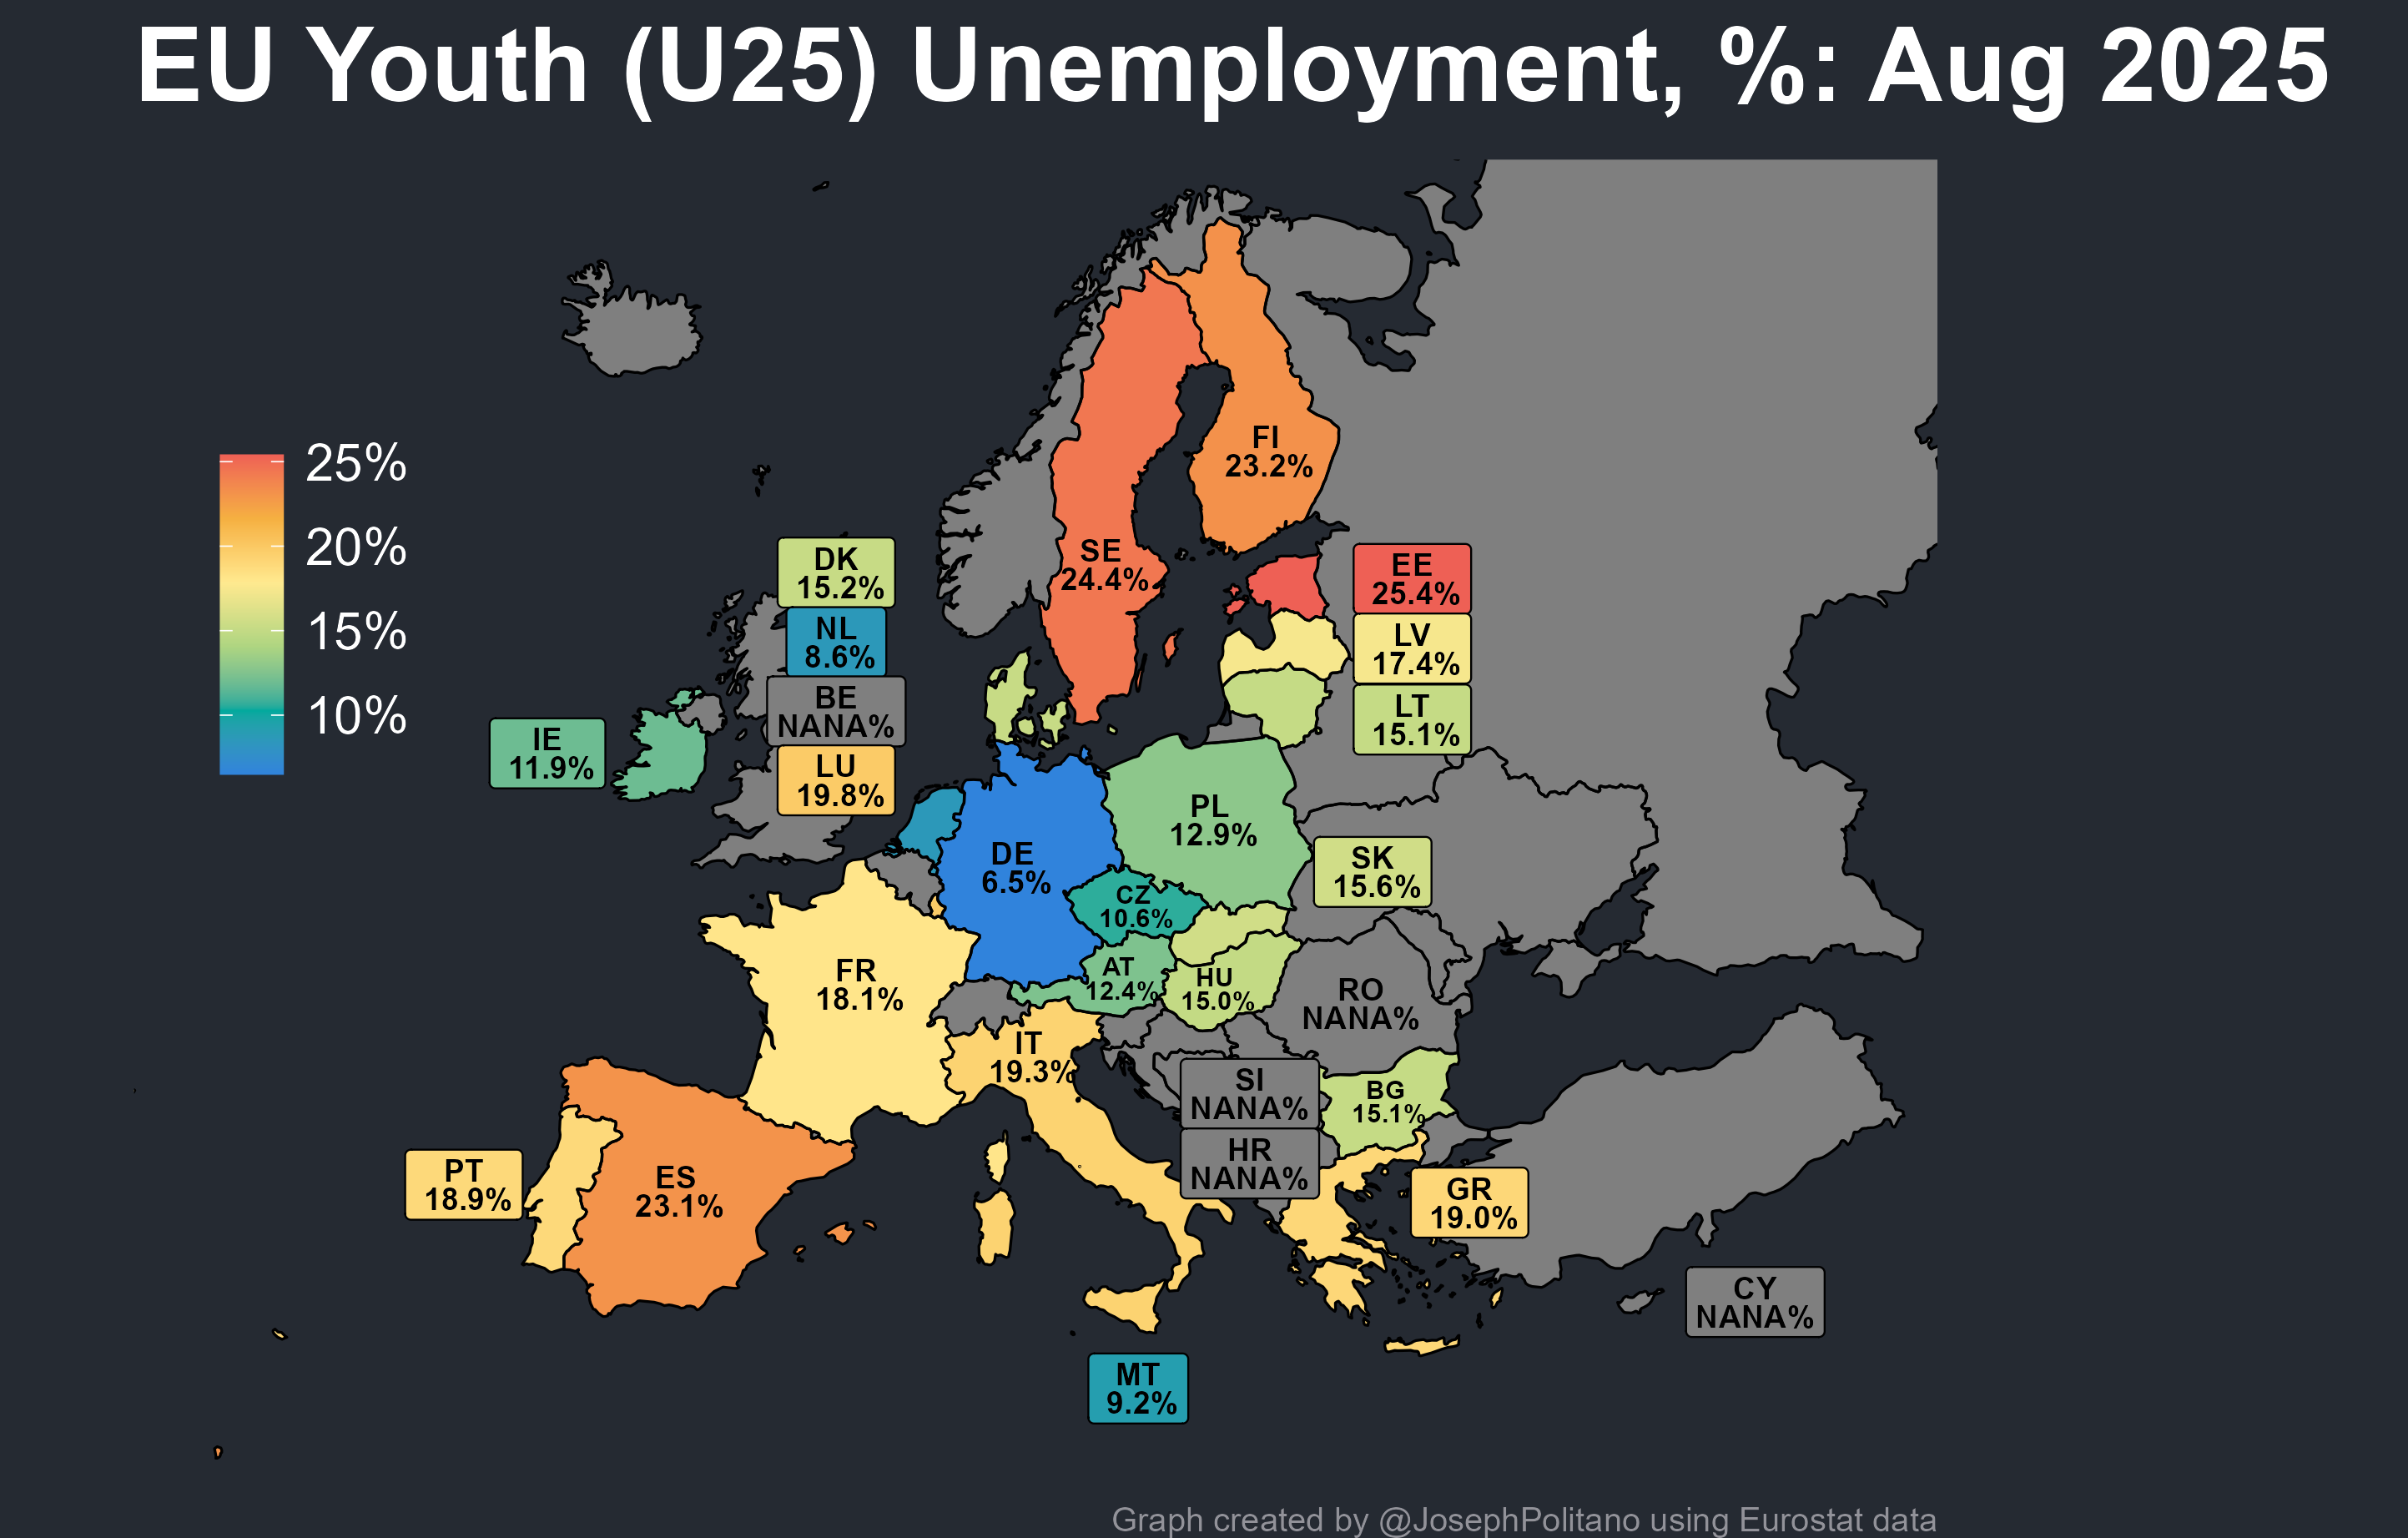 EU Youth (U25) Unemployment, %: Aug 2025
25%
20%
15%
10%
FI
23.2%
SE
24.4%
DK
15.2%
NL
8.6%
BE
NANA%
LU
19.8%
EE
25.4%
LV
17.4%
LT
15.1%
IE
11.9%
PL
12.9%
DE
6.5%
SK
15.6%
CZ
10.6%
FR
18.1%
AT
12.4%
HU
15.0%
RO
NANA%
IT
19.3%
SI
NANA%
HR
NANA%
BG
15.1%
PT
18.9%
ES
23.1%
GR
19.0%
CY
NANA%
MT
9.2%
Graph created by @JosephPolitano using Eurostat data